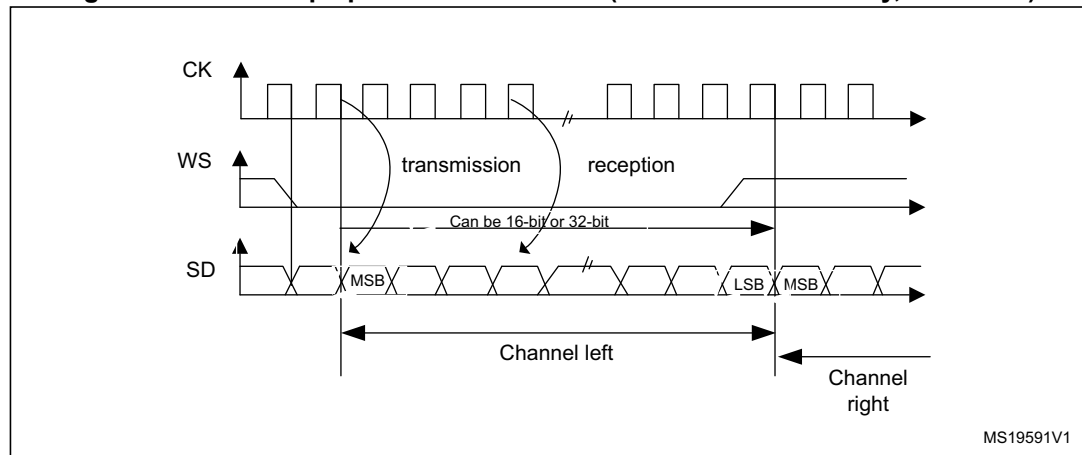 CK
WS
transmission
reception
Can be 16-bit or 32-bit
SD
MSB
LSB
MSB
Channel left
Channel
right
MS19591V1